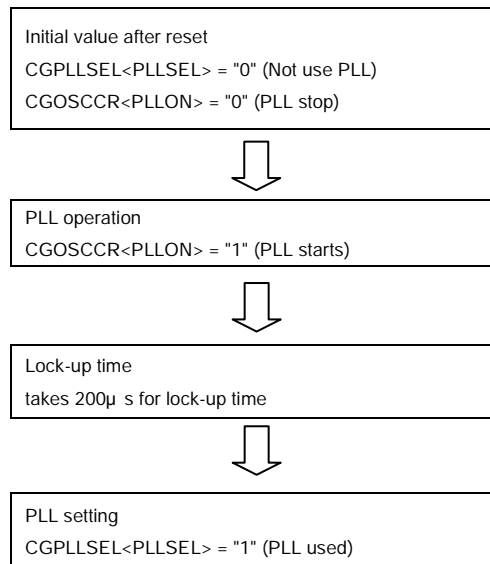 Initial value after reset
CGPLLSEL<PLLSEL> = "0" (Not use PLL)
CGOSCCR<PLLON> = "0" (PLL stop)
PLL operation
CGOSCCR<PLLON> = "1" (PLL starts)
Lock-up time
takes 200μ s for lock-up time
PLL setting
CGPLLSEL<PLLSEL> = "1" (PLL used)